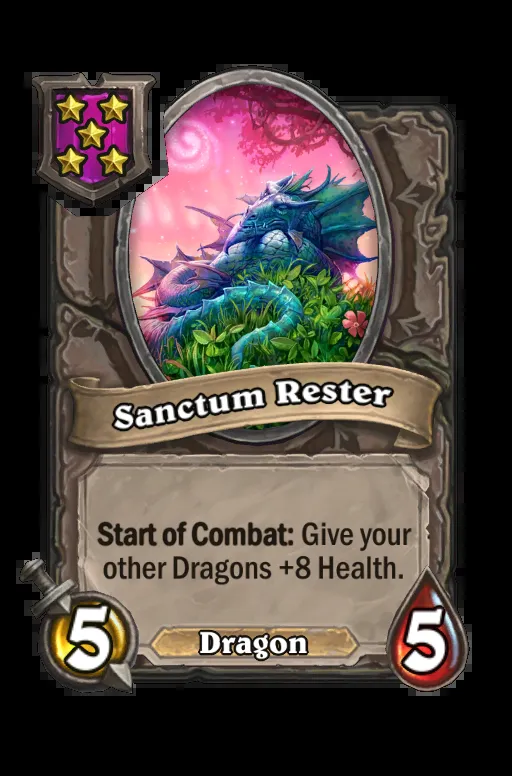 Sanctum Rester
Start of Combat: Give your
other Dragons +8 Health.
5
Dragon
5